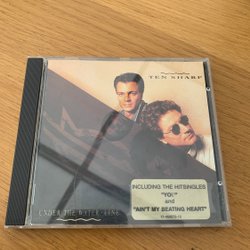 TEN SHARP
UNDER THE WATER-LINE
INCLUDING THE HITSINGLES
"YOU"
and
"AIN'T MY BEATING HEART"